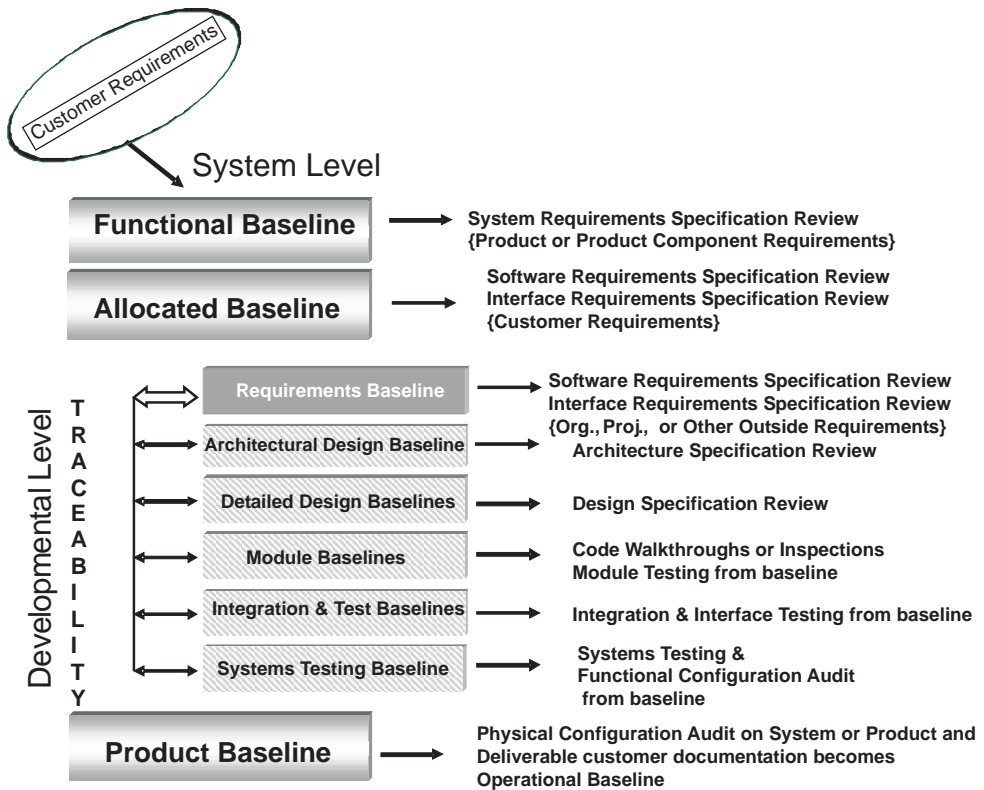 Customer Requirements
System Level
Functional Baseline
System Requirements Specification Review
{Product or Product Component Requirements}
Allocated Baseline
Software Requirements Specification Review
Interface Requirements Specification Review
{Customer Requirements}
Developmental Level
TRACEABILITY
Requirements Baseline
Software Requirements Specification Review
Interface Requirements Specification Review
{Org., Proj., or Other Outside Requirements}
Architectural Design Baseline
Architecture Specification Review
Detailed Design Baselines
Design Specification Review
Module Baselines
Code Walkthroughs or Inspections
Module Testing from baseline
Integration & Test Baselines
Integration & Interface Testing from baseline
Systems Testing Baseline
Systems Testing &
Functional Configuration Audit
from baseline
Product Baseline
Physical Configuration Audit on System or Product and
Deliverable customer documentation becomes
Operational Baseline